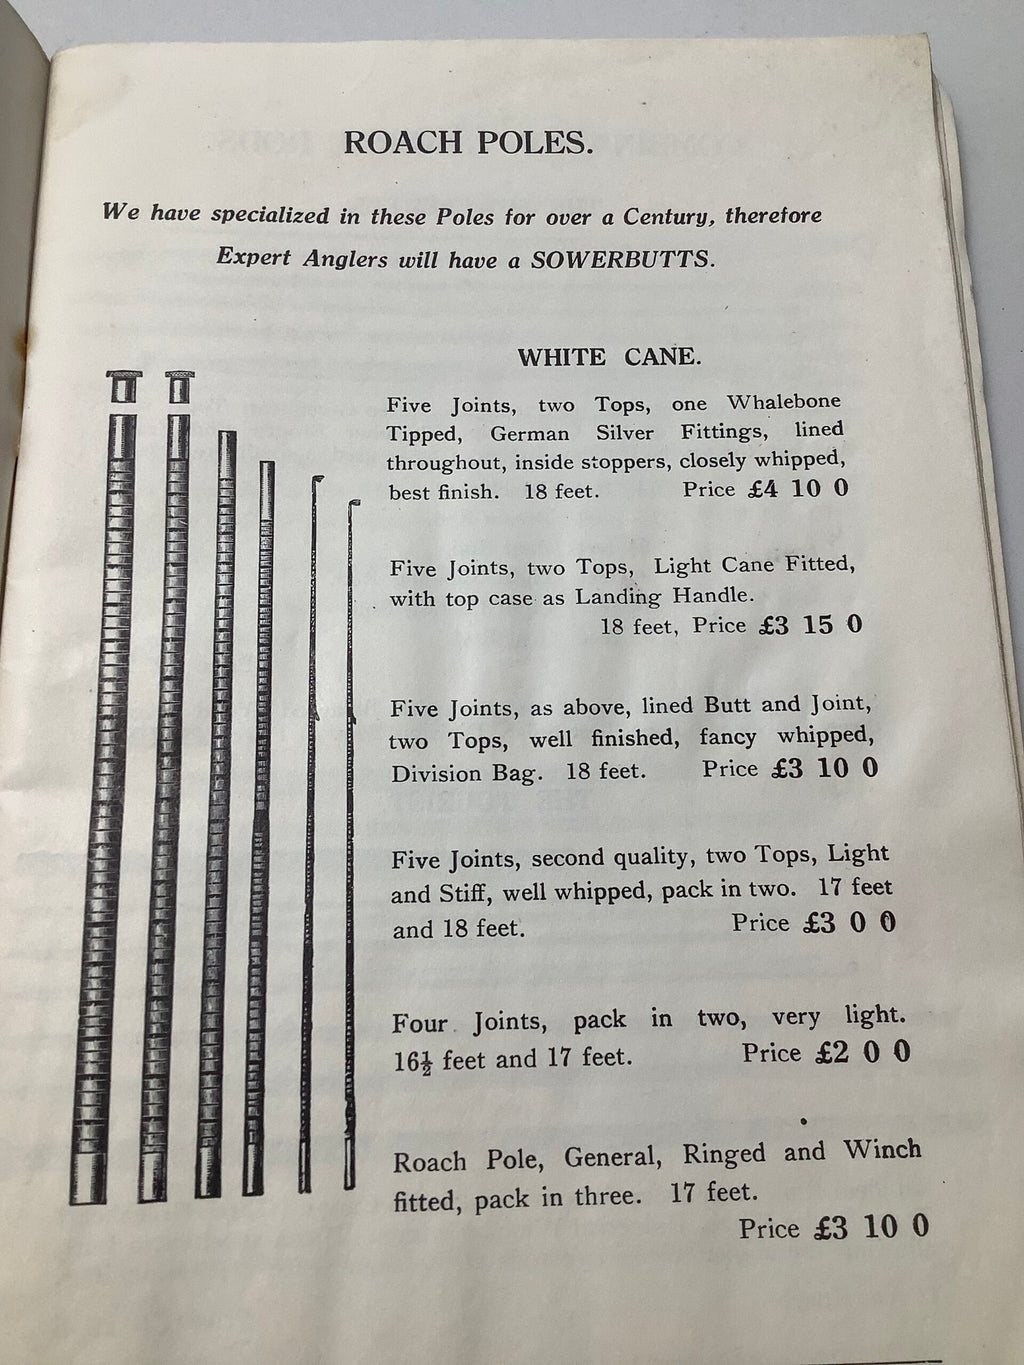 ROACH POLES.
We have specialized in these Poles for over a Century, therefore
Expert Anglers will have a SOWERBUTTS.
WHITE CANE.
Five Joints, two Tops, one Whalebone
Tipped, German Silver Fittings, lined
throughout, inside stoppers, closely whipped,
best finish. 18 feet. Price £4 10 0
Five Joints, two Tops, Light Cane Fitted,
with top case as Landing Handle.
18 feet, Price £3 15 0
Five Joints, as above, lined Butt and Joint,
two Tops, well finished, fancy whipped,
Division Bag. 18 feet. Price £3 10 0
Five Joints, second quality, two Tops, Light
and Stiff, well whipped, pack in two. 17 feet
and 18 feet. Price £3 0 0
Four Joints, pack in two, very light.
16½ feet and 17 feet. Price £2 0 0
Roach Pole, General, Ringed and Winch
fitted, pack in three. 17 feet.
Price £3 10 0